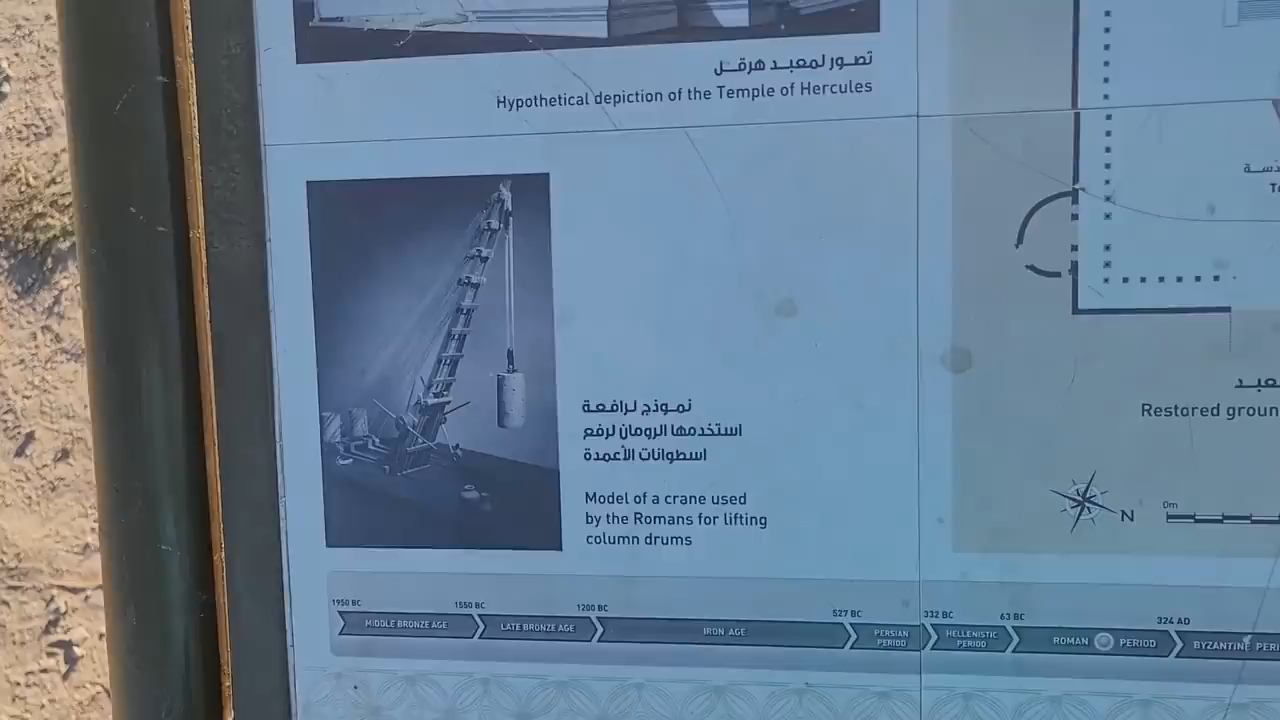 تصور لمعبد هرقل
Hypothetical depiction of the Temple of Hercules
نموذج لرافعة
استخدمها الرومان لرفع
اسطوانات الأعمدة
Model of a crane used
by the Romans for lifting
column drums
Restored
N
0m
1950 BC 1550 BC 1200 BC 527 BC 332 BC 63 BC 324 AD
MIDDLE BRONZE AGE LATE BRONZE AGE IRON AGE PERSIAN PERIOD HELLENISTIC PERIOD ROMAN PERIOD BYZANTINE